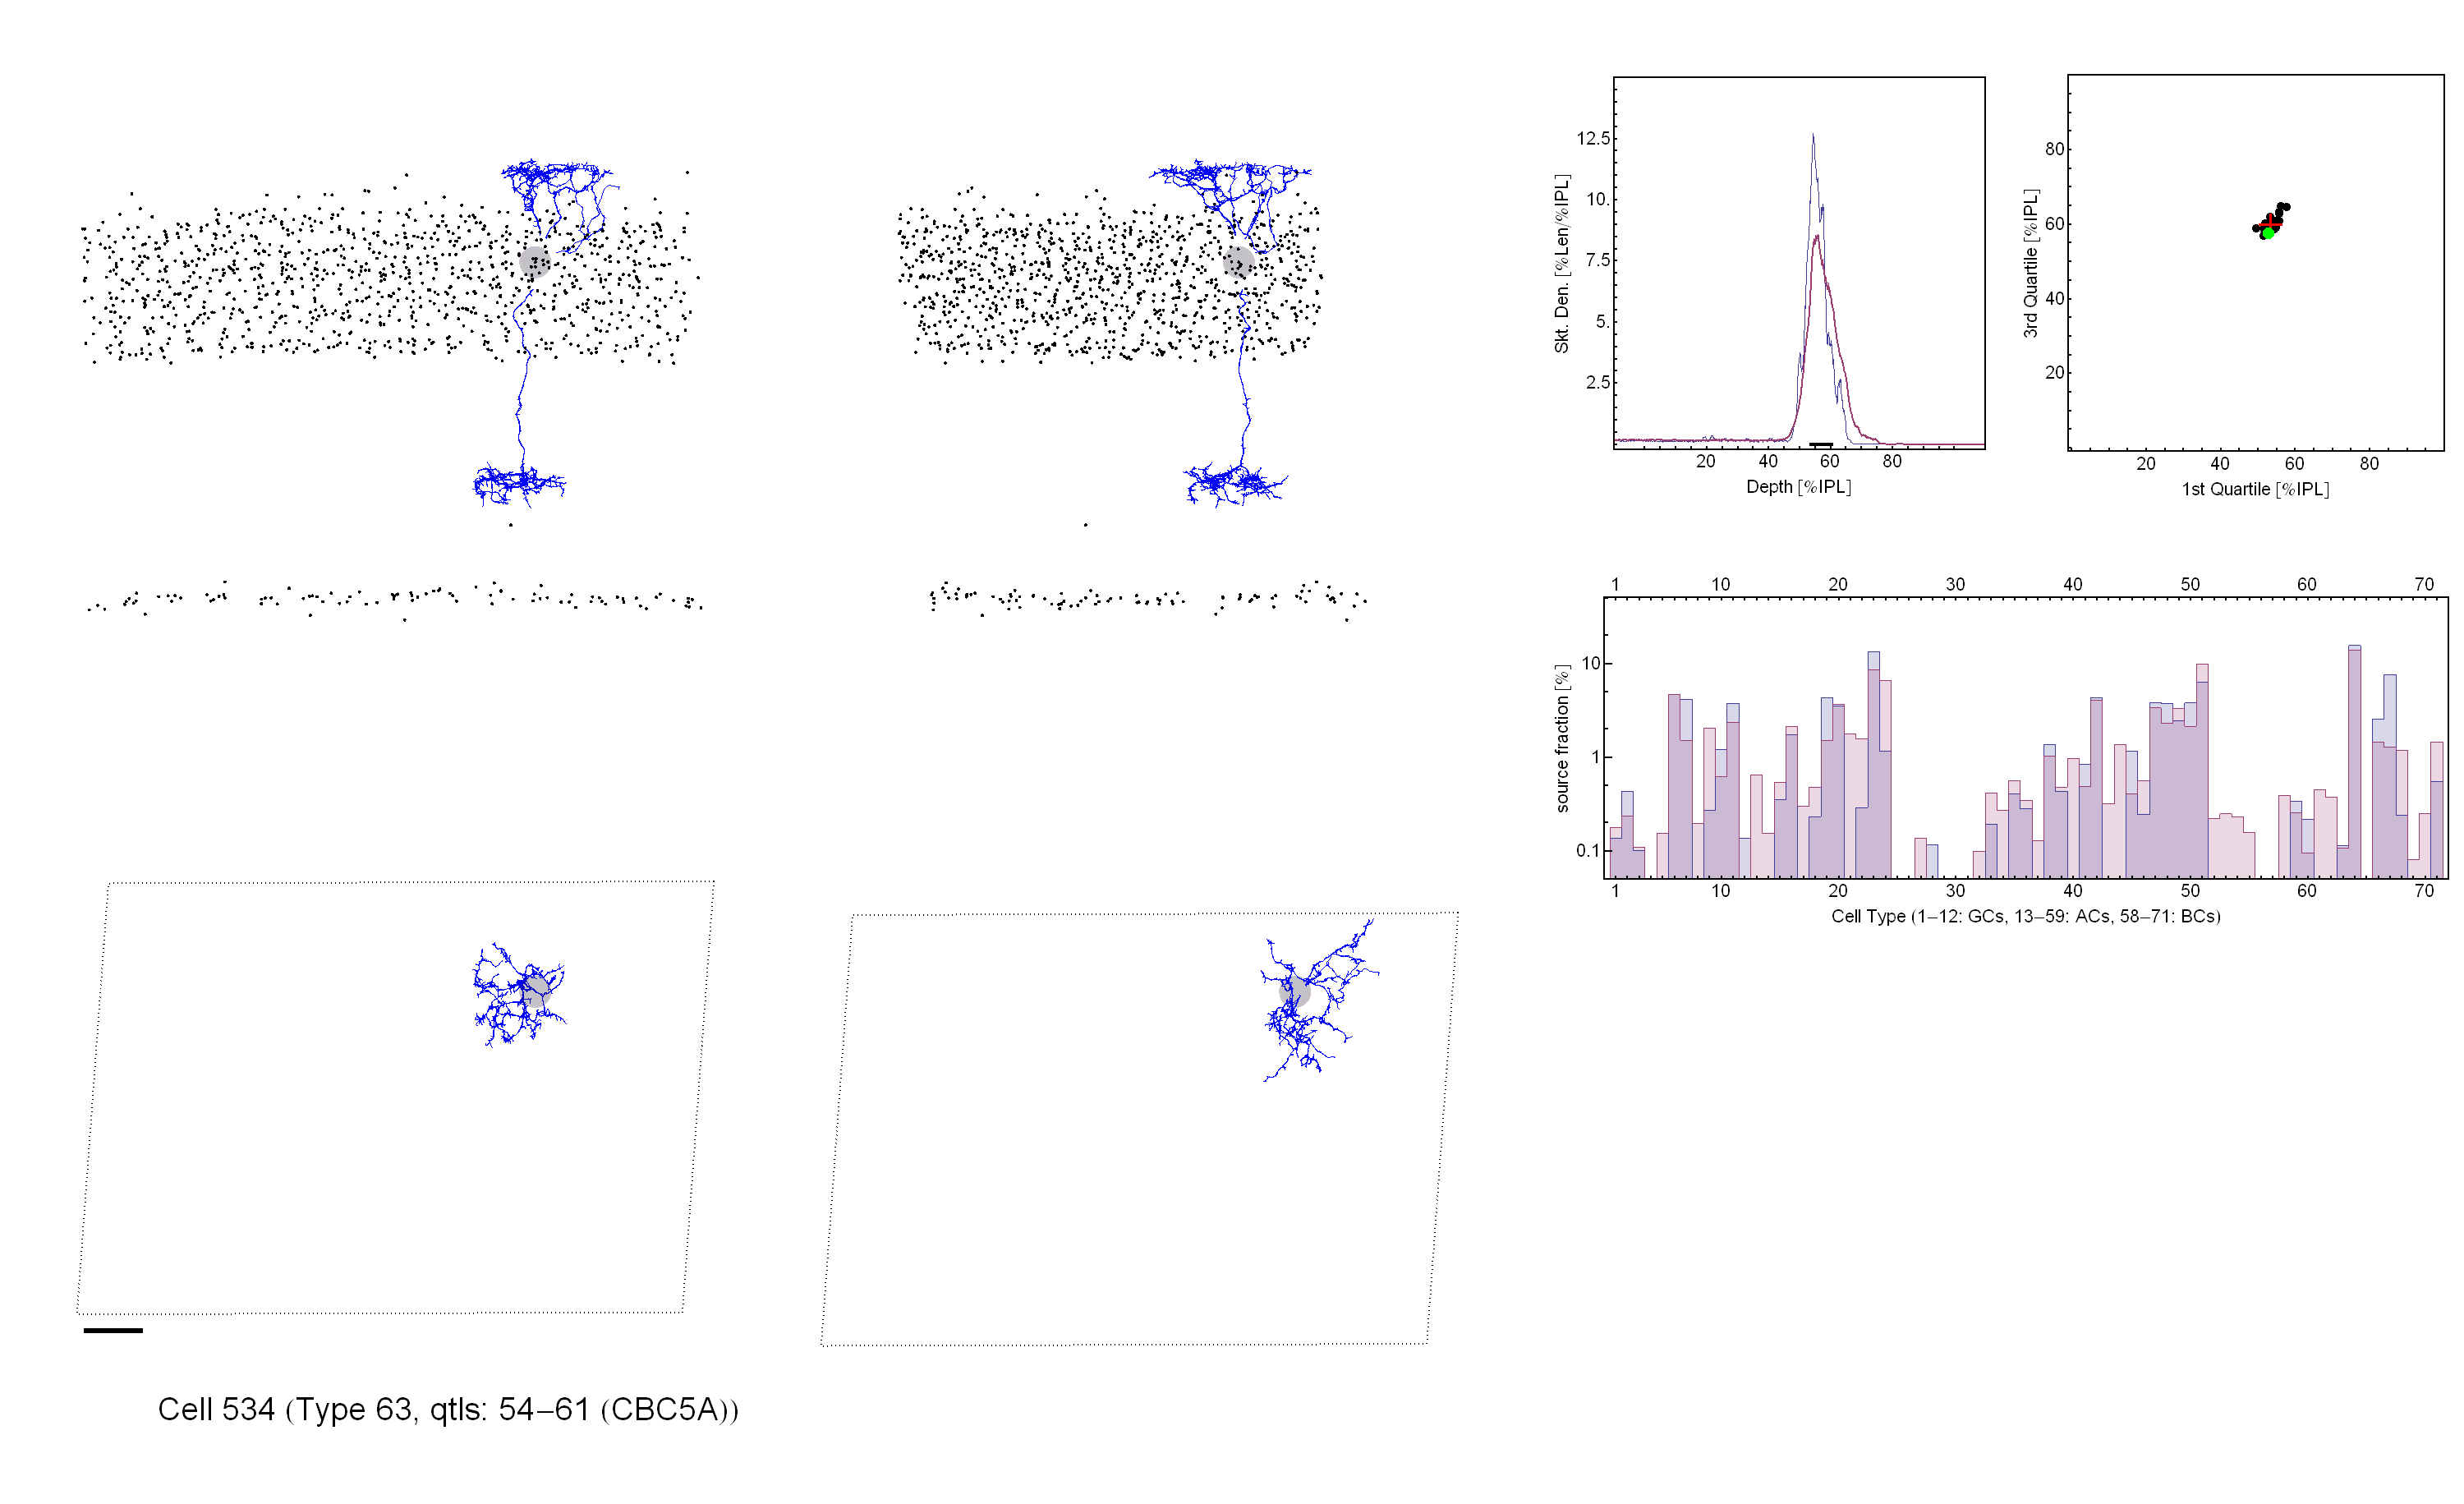 12.5
10.
7.5
5.
2.5
Skt. Den. [%Len/%IPL]
20 40 60 80
Depth [%IPL]
80
60
40
20
3rd Quartile [%IPL]
20 40 60 80
1st Quartile [%IPL]
1 10 20 30 40 50 60 70
10
1
0.1
source fraction [%]
1 10 20 30 40 50 60 70
Cell Type (1–12: GCs, 13–59: ACs, 58–71: BCs)
Cell 534 (Type 63, qtls: 54–61 (CBC5A))